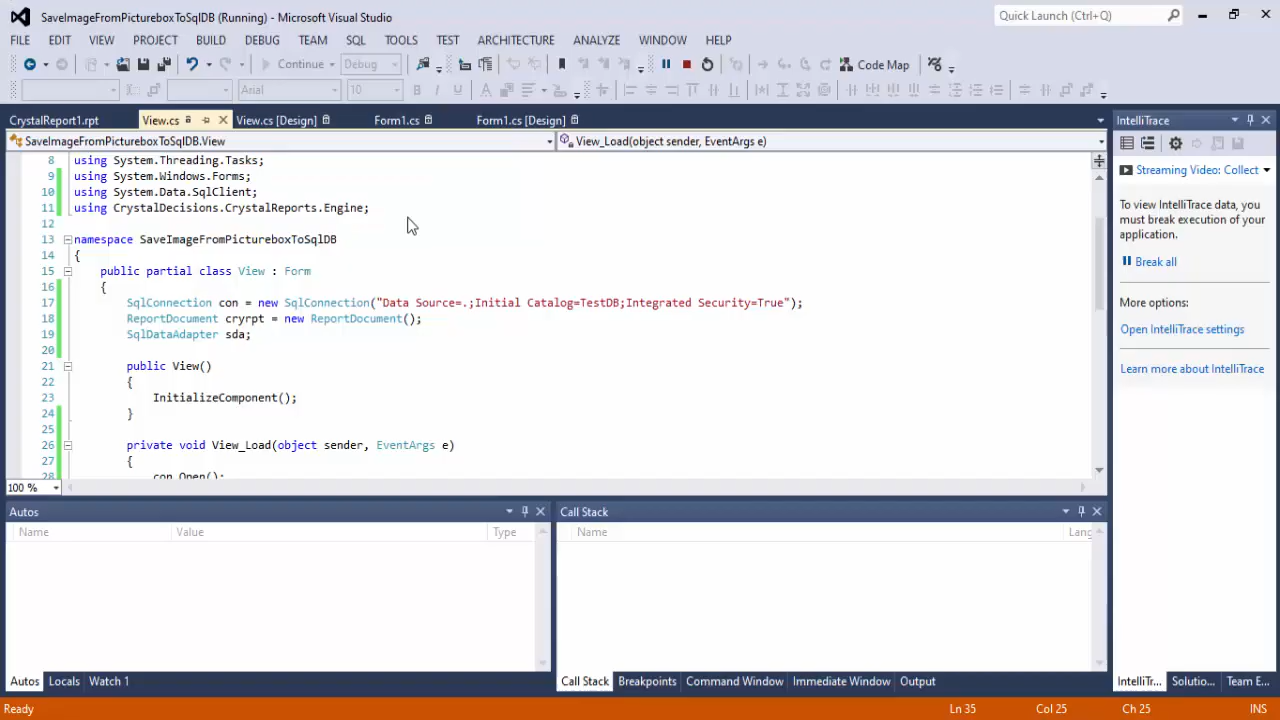 SaveImageFromPictureboxToSqlDB (Running) - Microsoft Visual Studio
Quick Launch (Ctrl+Q)
FILE EDIT VIEW PROJECT BUILD DEBUG TEAM SQL TOOLS TEST ARCHITECTURE ANALYZE WINDOW HELP
Continue Debug Code Map
Arial 10 B I U A
CrystalReport1.rpt View.cs View.cs [Design] Form1.cs Form1.cs [Design]
SaveImageFromPictureboxToSqlDB.View View_Load(object sender, EventArgs e)
8 using System.Threading.Tasks;
9 using System.Windows.Forms;
10 using System.Data.SqlClient;
11 using CrystalDecisions.CrystalReports.Engine;
12
13 namespace SaveImageFromPictureboxToSqlDB
14 {
15 public partial class View : Form
16 {
17 SqlConnection con = new SqlConnection("Data Source=.;Initial Catalog=TestDB;Integrated Security=True");
18 ReportDocument cryrpt = new ReportDocument();
19 SqlDataAdapter sda;
20
21 public View()
22 {
23 InitializeComponent();
24 }
25
26 private void View_Load(object sender, EventArgs e)
27 {
28 con.Open();
100 %
IntelliTrace
Streaming Video: Collect
To view IntelliTrace data, you
must break execution of your
application.
Break all
More options:
Open IntelliTrace settings
Learn more about IntelliTrace
Autos
Name Value Type
Call Stack
Name Lang
Autos Locals Watch 1
Call Stack Breakpoints Command Window Immediate Window Output
IntelliTr... Solutio... Team E...
Ready Ln 35 Col 25 Ch 25 INS